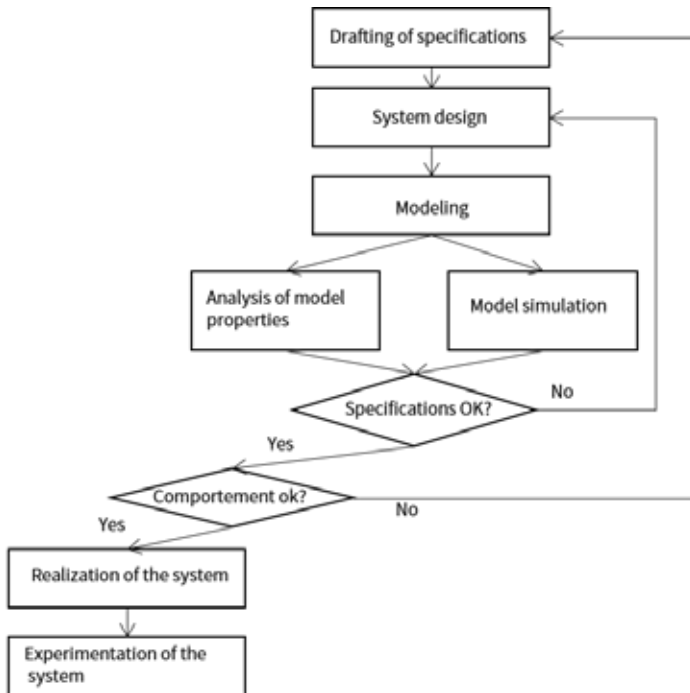 Drafting of specifications
System design
Modeling
Analysis of model
properties
Model simulation
Specifications OK?
No
Yes
Comportement ok?
No
Yes
Realization of the system
Experimentation of the
system